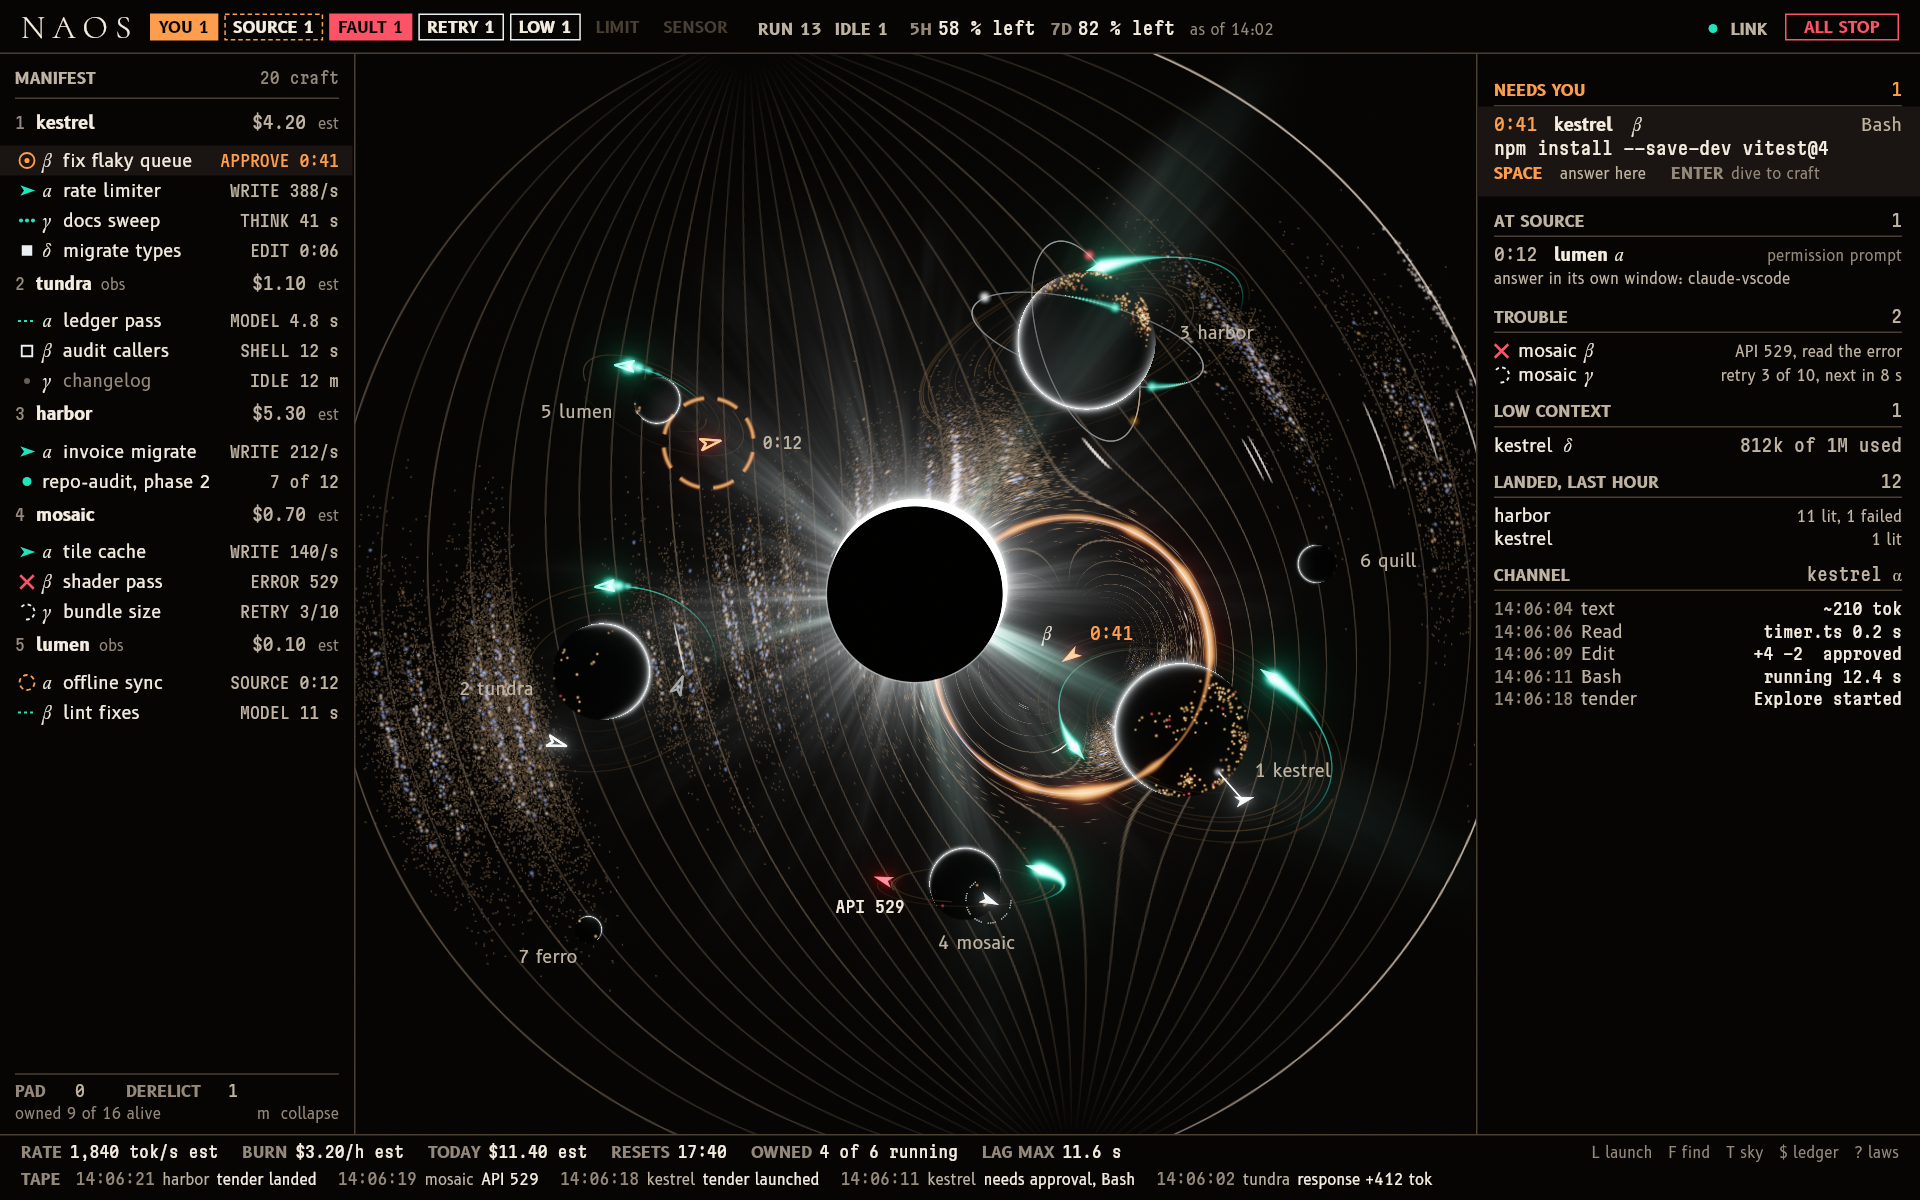 NAOS YOU 1 SOURCE 1 FAULT 1 RETRY 1 LOW 1 LIMIT SENSOR RUN 13 IDLE 1 5H 58 % left 7D 82 % left as of 14:02 LINK ALL STOP
MANIFEST 20 craft
1 kestrel $4.20 est
β fix flaky queue APPROVE 0:41
α rate limiter WRITE 388/s
γ docs sweep THINK 41 s
δ migrate types EDIT 0:06
2 tundra obs $1.10 est
α ledger pass MODEL 4.8 s
β audit callers SHELL 12 s
γ changelog IDLE 12 m
3 harbor $5.30 est
α invoice migrate WRITE 212/s
repo-audit, phase 2 7 of 12
4 mosaic $0.70 est
α tile cache WRITE 140/s
β shader pass ERROR 529
γ bundle size RETRY 3/10
5 lumen obs $0.10 est
α offline sync SOURCE 0:12
β lint fixes MODEL 11 s
PAD 0 DERELICT 1
owned 9 of 16 alive m collapse
3 harbor
5 lumen
0:12
6 quill
β 0:41
2 tundra
1 kestrel
API 529
4 mosaic
7 ferro
NEEDS YOU 1
0:41 kestrel β Bash
npm install --save-dev vitest@4
SPACE answer here ENTER dive to craft
AT SOURCE 1
0:12 lumen α permission prompt
answer in its own window: claude-vscode
TROUBLE 2
mosaic β API 529, read the error
mosaic γ retry 3 of 10, next in 8 s
LOW CONTEXT 1
kestrel δ 812k of 1M used
LANDED, LAST HOUR 12
harbor 11 lit, 1 failed
kestrel 1 lit
CHANNEL kestrel α
14:06:04 text ~210 tok
14:06:06 Read timer.ts 0.2 s
14:06:09 Edit +4 −2 approved
14:06:11 Bash running 12.4 s
14:06:18 tender Explore started
RATE 1,840 tok/s est BURN $3.20/h est TODAY $11.40 est RESETS 17:40 OWNED 4 of 6 running LAG MAX 11.6 s L launch F find T sky $ ledger ? laws
TAPE 14:06:21 harbor tender landed 14:06:19 mosaic API 529 14:06:18 kestrel tender launched 14:06:11 kestrel needs approval, Bash 14:06:02 tundra response +412 tok